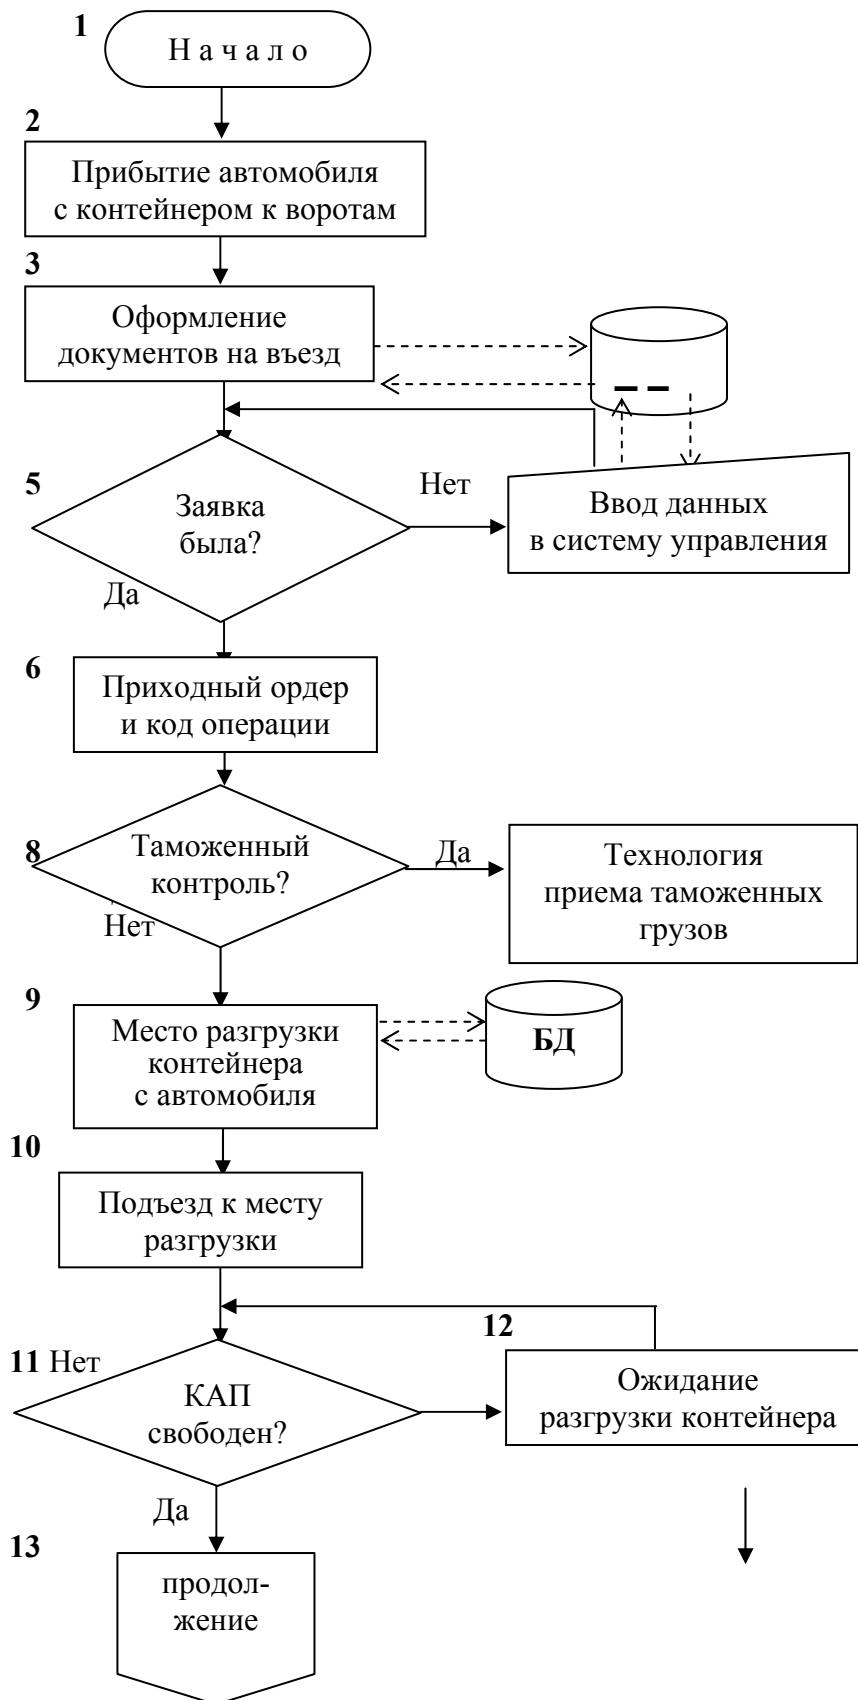 1
Н а ч а л о
2
Прибытие автомобиля
с контейнером к воротам
3
Оформление
документов на въезд
5
Заявка
была?
Нет
Ввод данных
в систему управления
Да
6
Приходный ордер
и код операции
8
Таможенный
контроль?
Да
Технология
приема таможенных
грузов
Нет
9
Место разгрузки
контейнера
с автомобиля
БД
10
Подъезд к месту
разгрузки
11 Нет
КАП
свободен?
12
Ожидание
разгрузки контейнера
Да
13
продол-
жение